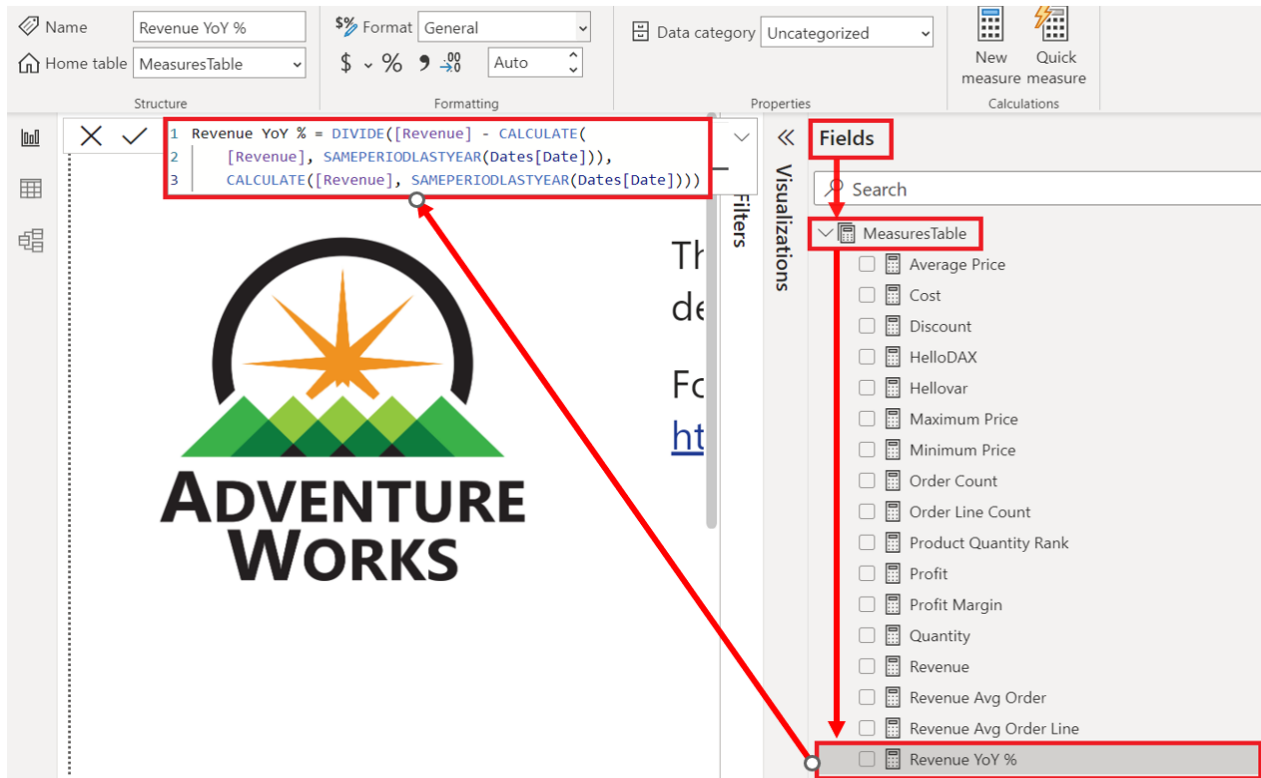 Name Revenue YoY % $% Format General Data category Uncategorized
Home table MeasuresTable $ % , .00 →0 Auto New measure Quick measure
Structure Formatting Properties Calculations
1 Revenue YoY % = DIVIDE([Revenue] - CALCULATE(
2 [Revenue], SAMEPERIODLASTYEAR(Dates[Date])),
3 CALCULATE([Revenue], SAMEPERIODLASTYEAR(Dates[Date])))
Filters
Visualizations
Fields
Search
MeasuresTable
Average Price
Cost
Discount
HelloDAX
Hellovar
Maximum Price
Minimum Price
Order Count
Order Line Count
Product Quantity Rank
Profit
Profit Margin
Quantity
Revenue
Revenue Avg Order
Revenue Avg Order Line
Revenue YoY %
ADVENTURE
WORKS
de
Fo
ht